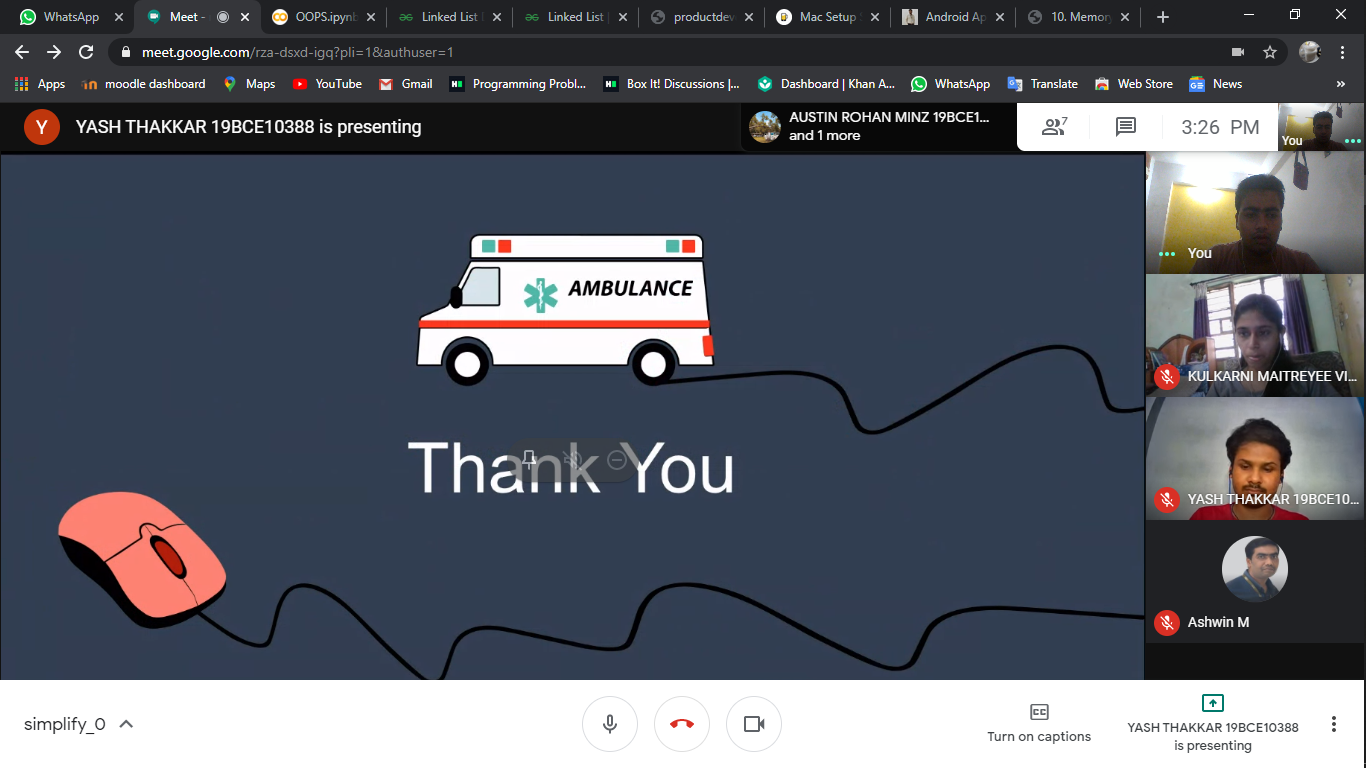 WhatsApp
Meet -
OOPS.ipynb
Linked List
Linked List
productdev
Mac Setup
Android Ap
10. Memory
meet.google.com/rza-dsxd-igq?pli=1&authuser=1
Apps
moodle dashboard
Maps
YouTube
Gmail
Programming Probl...
Box It! Discussions |...
Dashboard | Khan A...
WhatsApp
Translate
Web Store
News
»
Y
YASH THAKKAR 19BCE10388 is presenting
AUSTIN ROHAN MINZ 19BCE1...
and 1 more
7
3:26 PM
You
You
AMBULANCE
KULKARNI MAITREYEE VI...
Thank You
YASH THAKKAR 19BCE10...
Ashwin M
simplify_0
CC
Turn on captions
YASH THAKKAR 19BCE10388
is presenting